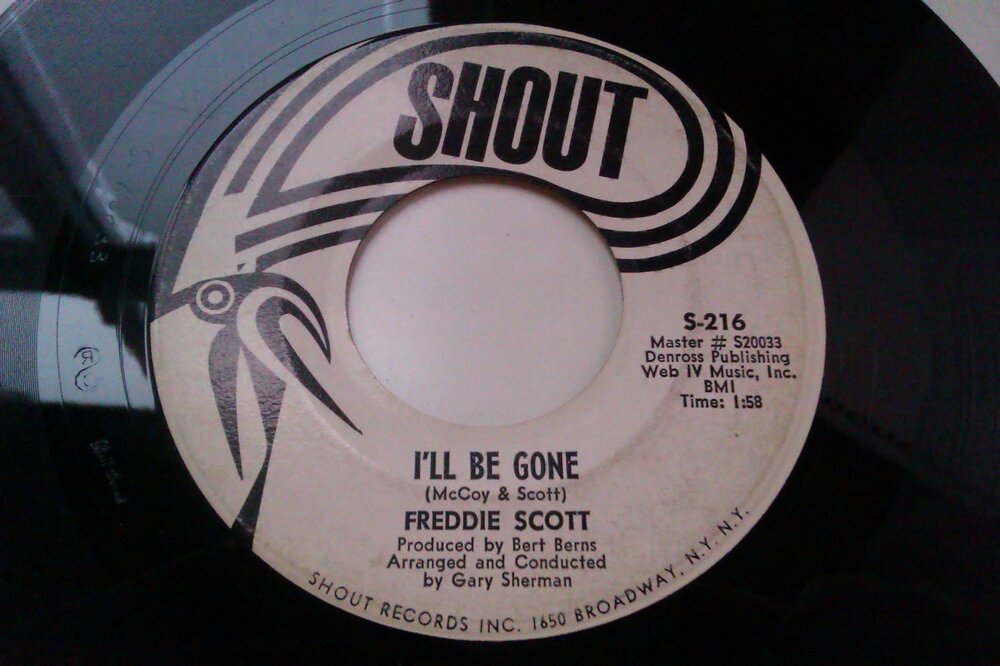 SHOUT
S-216
Master # S20033
Denross Publishing
Web IV Music, Inc.
BMI
Time: 1:58
I'LL BE GONE
(McCoy & Scott)
FREDDIE SCOTT
Produced by Bert Berns
Arranged and Conducted
by Gary Sherman
SHOUT RECORDS INC. 1650 BROADWAY, N.Y. N.Y.